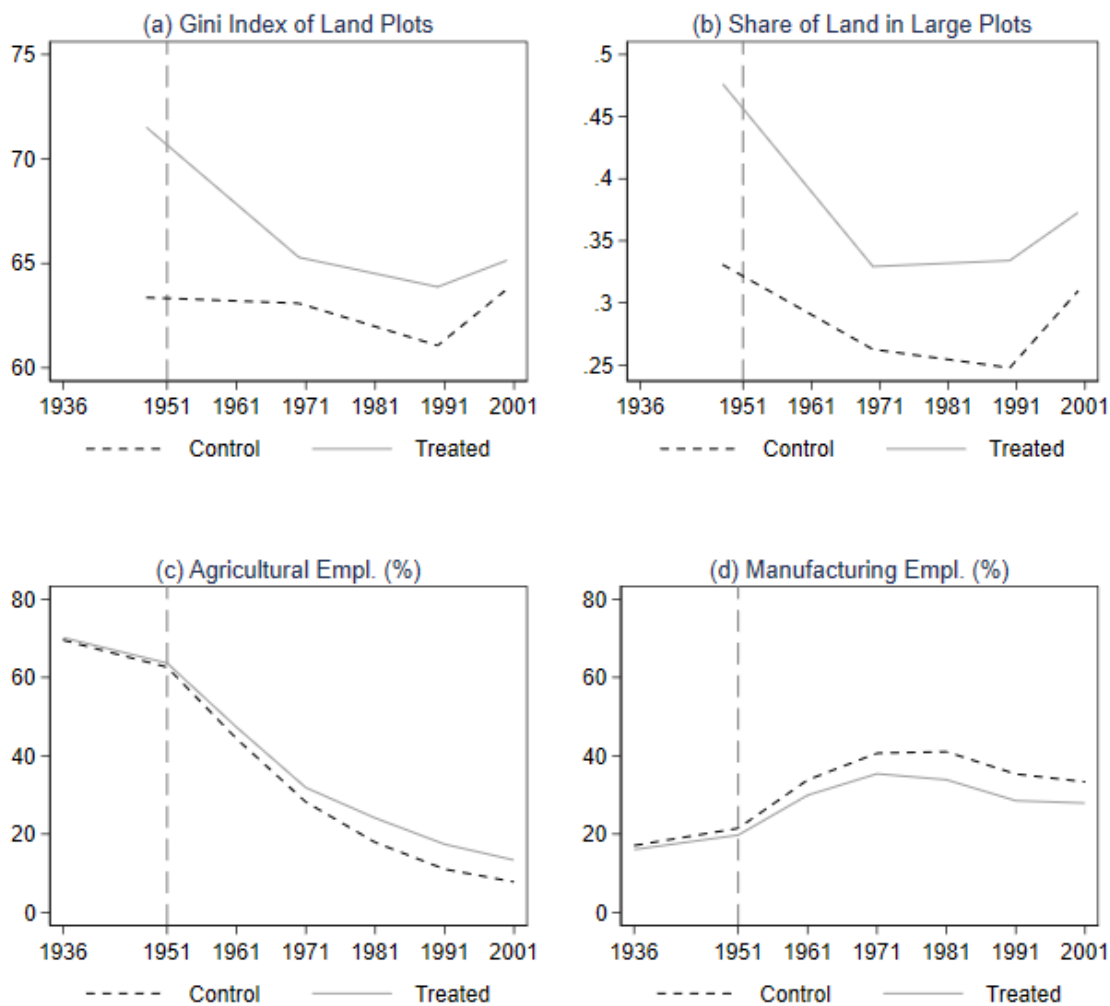 (a) Gini Index of Land Plots
75
70
65
60
1936 1951 1961 1971 1981 1991 2001
Control Treated
(b) Share of Land in Large Plots
.5
.45
.4
.35
.3
.25
1936 1951 1961 1971 1981 1991 2001
Control Treated
(c) Agricultural Empl. (%)
80
60
40
20
0
1936 1951 1961 1971 1981 1991 2001
Control Treated
(d) Manufacturing Empl. (%)
80
60
40
20
0
1936 1951 1961 1971 1981 1991 2001
Control Treated